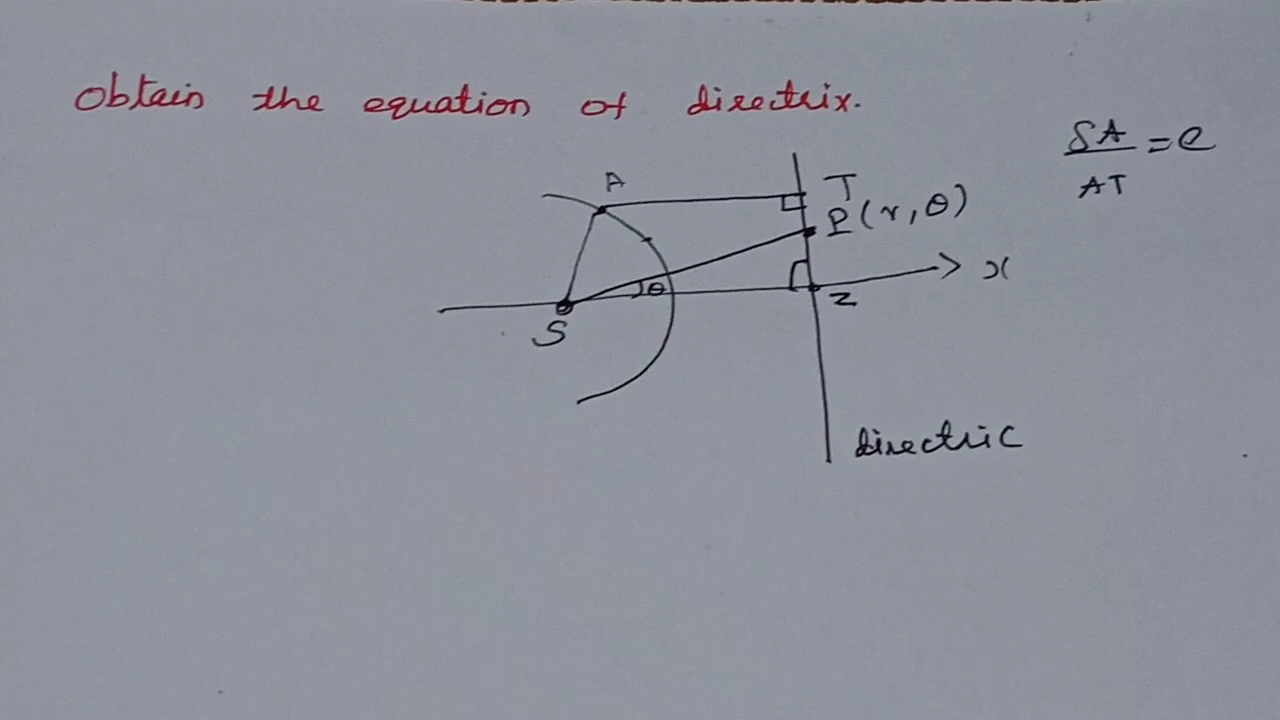 Obtain the equation of directrix.
SA/AT = e
A
T
P(r, θ)
θ
x
z
S
directric